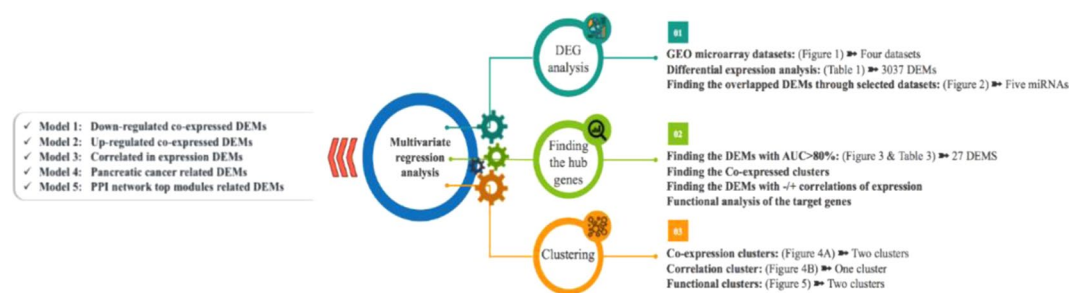 ✓ Model 1: Down-regulated co-expressed DEMs
✓ Model 2: Up-regulated co-expressed DEMs
✓ Model 3: Correlated in expression DEMs
✓ Model 4: Pancreatic cancer related DEMs
✓ Model 5: PPI network top modules related DEMs
Multivariate
regression
analysis
DEG
analysis
01
GEO microarray datasets: (Figure 1) ➽ Four datasets
Differential expression analysis: (Table 1) ➽ 3037 DEMs
Finding the overlapped DEMs through selected datasets: (Figure 2) ➽ Five miRNAs
Finding
the hub
genes
02
Finding the DEMs with AUC>80%: (Figure 3 & Table 3) ➽ 27 DEMS
Finding the Co-expressed clusters
Finding the DEMs with -/+ correlations of expression
Functional analysis of the target genes
Clustering
03
Co-expression clusters: (Figure 4A) ➽ Two clusters
Correlation cluster: (Figure 4B) ➽ One cluster
Functional clusters: (Figure 5) ➽ Two clusters